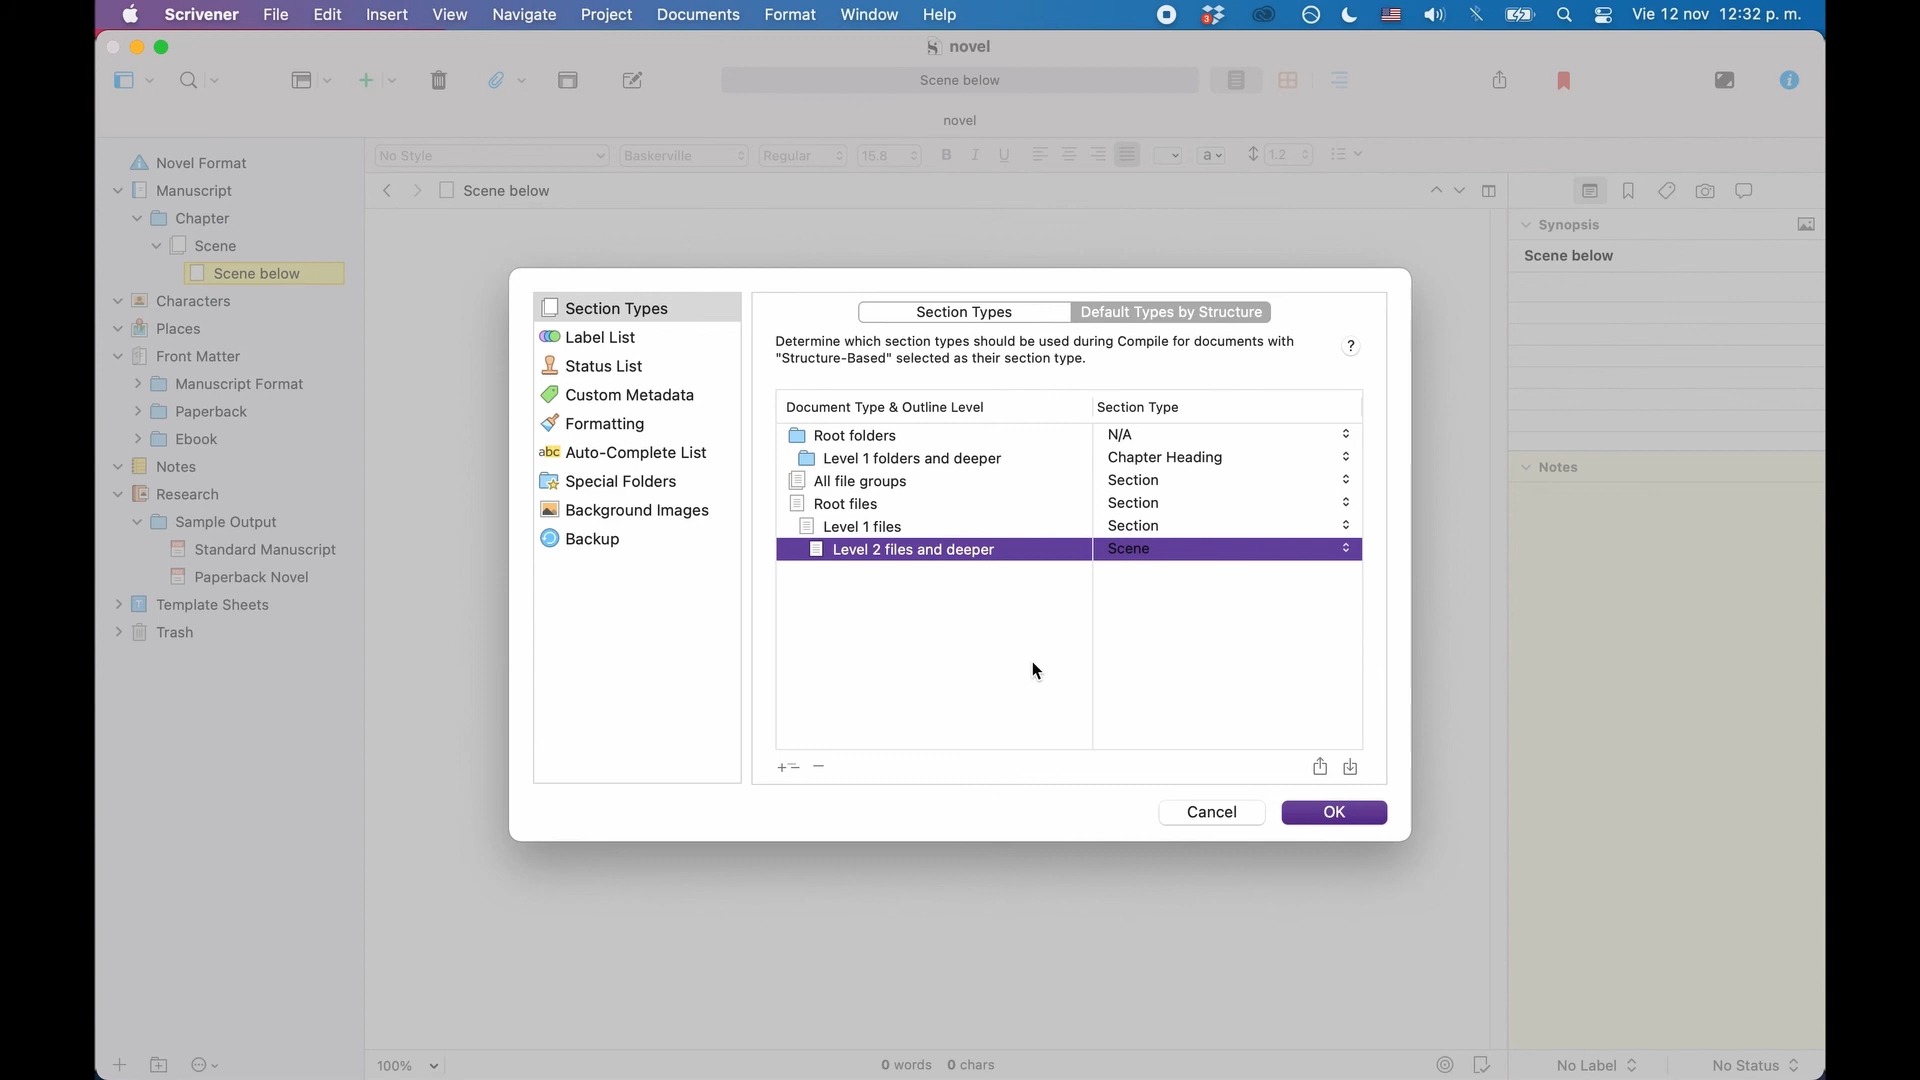 Scrivener File Edit Insert View Navigate Project Documents Format Window Help 3 Vie 12 nov 12:32 p. m.
novel
Scene below
novel
No Style Baskerville Regular 15.8 B I U a 1.2
Scene below
Novel Format
Manuscript
Chapter
Scene
Scene below
Characters
Places
Front Matter
Manuscript Format
Paperback
Ebook
Notes
Research
Sample Output
Standard Manuscript
Paperback Novel
Template Sheets
Trash
Section Types
Label List
Status List
Custom Metadata
Formatting
abc Auto-Complete List
Special Folders
Background Images
Backup
Section Types Default Types by Structure
Determine which section types should be used during Compile for documents with
"Structure-Based" selected as their section type.
?
Document Type & Outline Level Section Type
Root folders N/A
Level 1 folders and deeper Chapter Heading
All file groups Section
Root files Section
Level 1 files Section
Level 2 files and deeper Scene
Cancel OK
Synopsis
Scene below
Notes
100% 0 words 0 chars No Label No Status